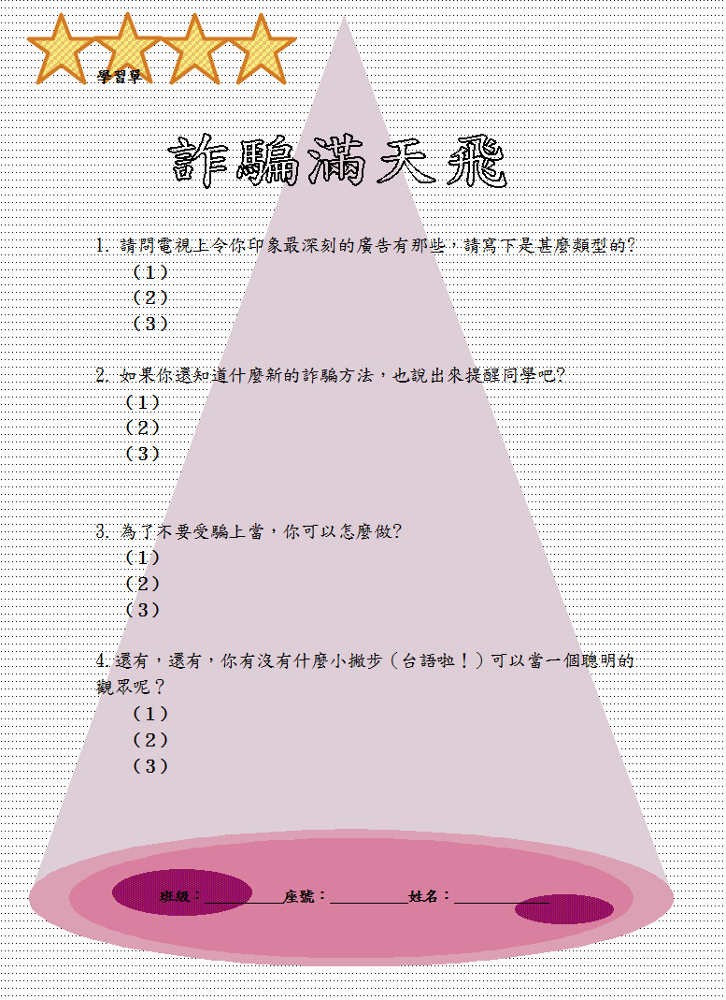 學習單
詐騙滿天飛
1. 請問電視上令你印象最深刻的廣告有那些，請寫下是甚麼類型的?
（1）
（2）
（3）
2. 如果你還知道什麼新的詐騙方法，也說出來提醒同學吧?
（1）
（2）
（3）
3. 為了不要受騙上當，你可以怎麼做?
（1）
（2）
（3）
4.還有，還有，你有沒有什麼小撇步（台語啦！）可以當一個聰明的
觀眾呢？
（1）
（2）
（3）
班級：__________座號：__________姓名：____________